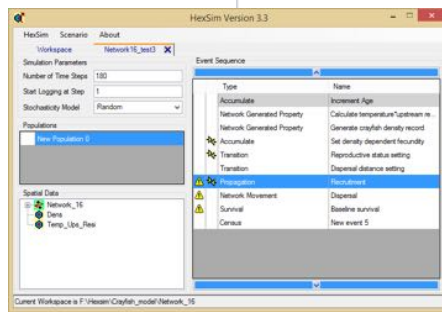 HexSim Version 3.3
HexSim Scenario About
Workspace Network16_test3
Simulation Parameters
Number of Time Steps 180
Start Logging at Step 1
Stochasticity Model Random
Populations
New Population 0
Spatial Data
Network_16
Dens
Temp_Ups_Resi
Event Sequence
Type Name
Accumulate Increment Age
Network Generated Property Calculate temperature*upstream re...
Network Generated Property Generate crayfish density record
Accumulate Set density dependent fecundity
Transition Reproductive status setting
Transition Dispersal distance setting
Propagation Recruitment
Network Movement Dispersal
Survival Baseline survival
Census New event 5
Current Workspace is F:\Hexsim\Crayfish_model\Network_16